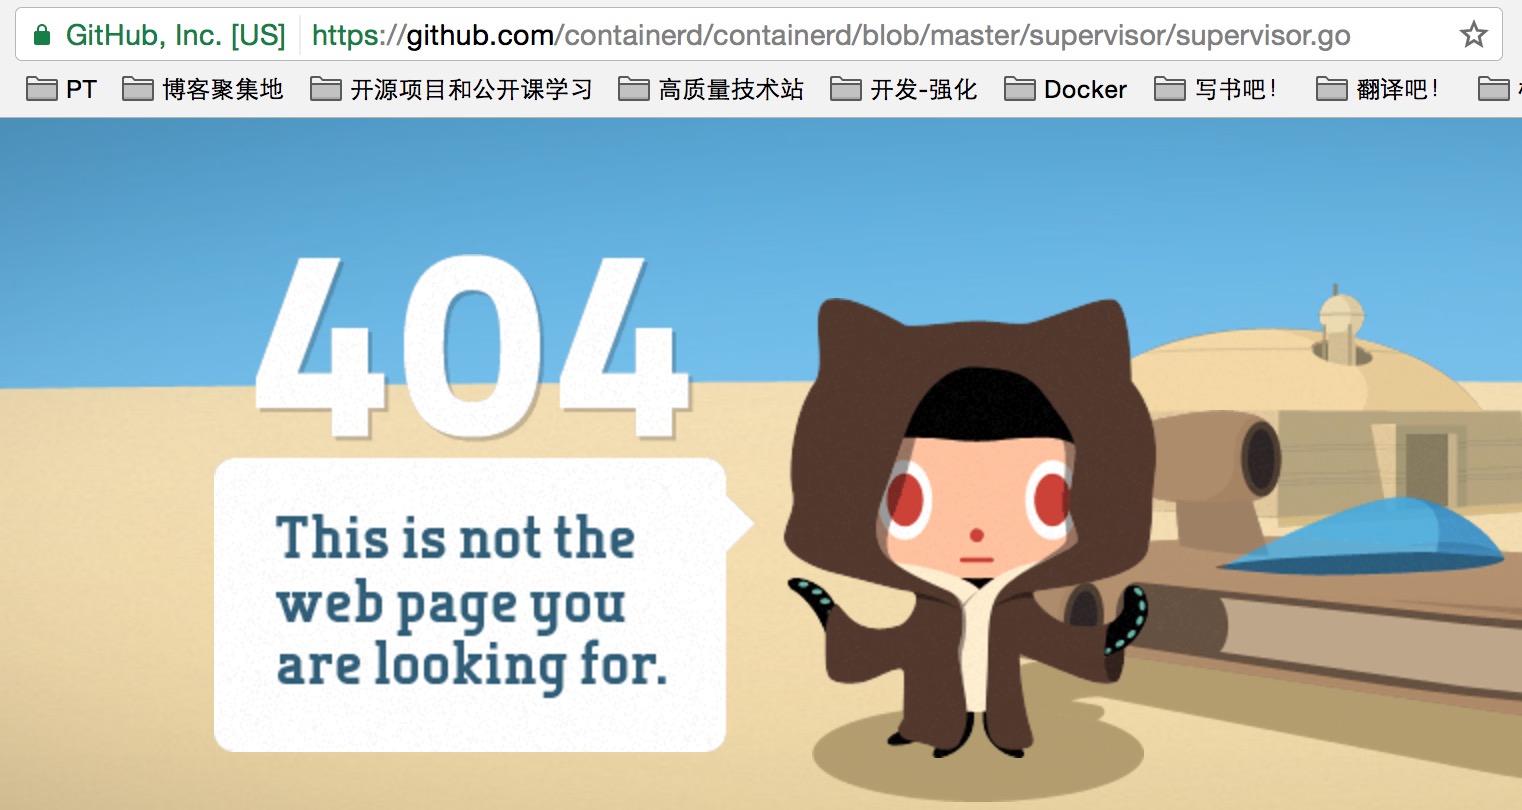 GitHub, Inc. [US] https://github.com/containerd/containerd/blob/master/supervisor/supervisor.go
PT 博客聚集地 开源项目和公开课学习 高质量技术站 开发-强化 Docker 写书吧！ 翻译吧！
404
This is not the
web page you
are looking for.